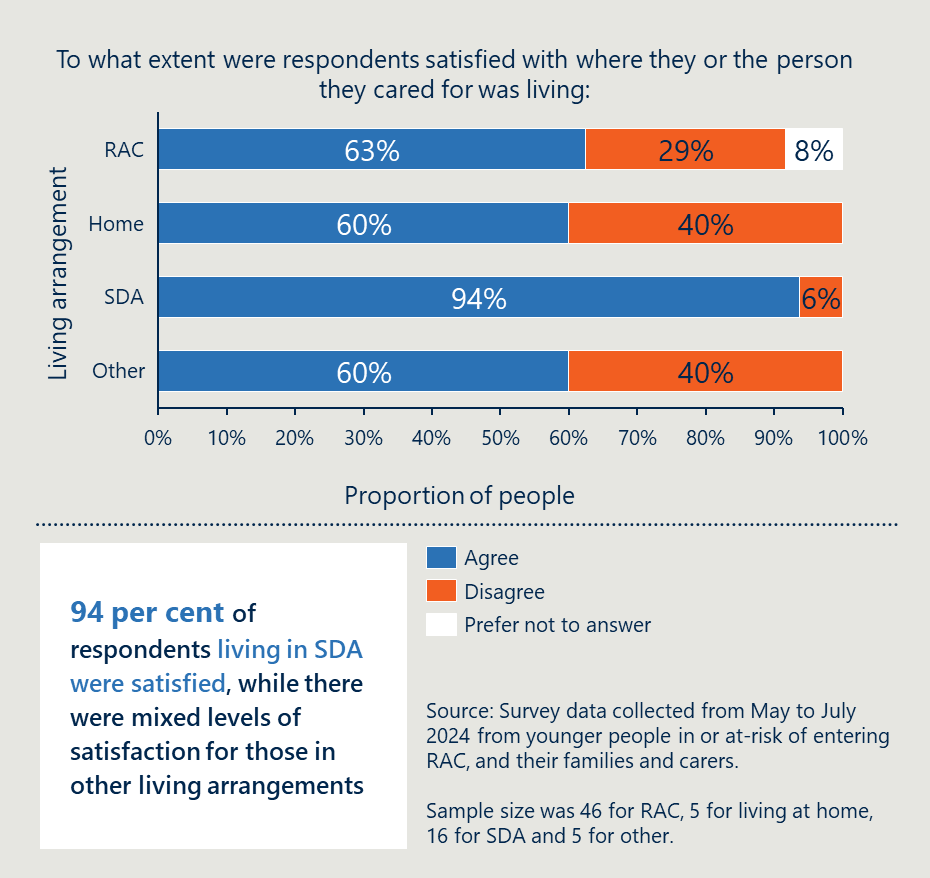 To what extent were respondents satisfied with where they or the person
they cared for was living:
Living arrangement
RAC
63%
29%
8%
Home
60%
40%
SDA
94%
6%
Other
60%
40%
0%
10%
20%
30%
40%
50%
60%
70%
80%
90%
100%
Proportion of people
94 per cent of
respondents living in SDA
were satisfied, while there
were mixed levels of
satisfaction for those in
other living arrangements
Agree
Disagree
Prefer not to answer
Source: Survey data collected from May to July
2024 from younger people in or at-risk of entering
RAC, and their families and carers.
Sample size was 46 for RAC, 5 for living at home,
16 for SDA and 5 for other.